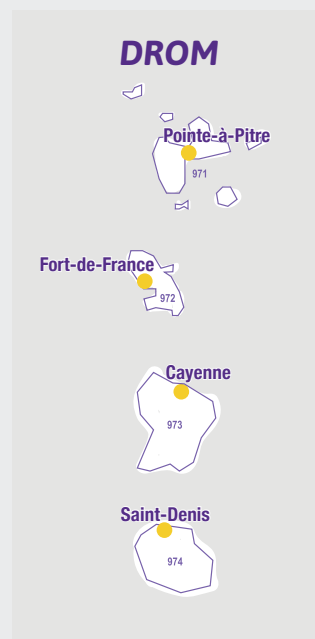 DROM
Pointe-à-Pitre
971
Fort-de-France
972
Cayenne
973
Saint-Denis
974